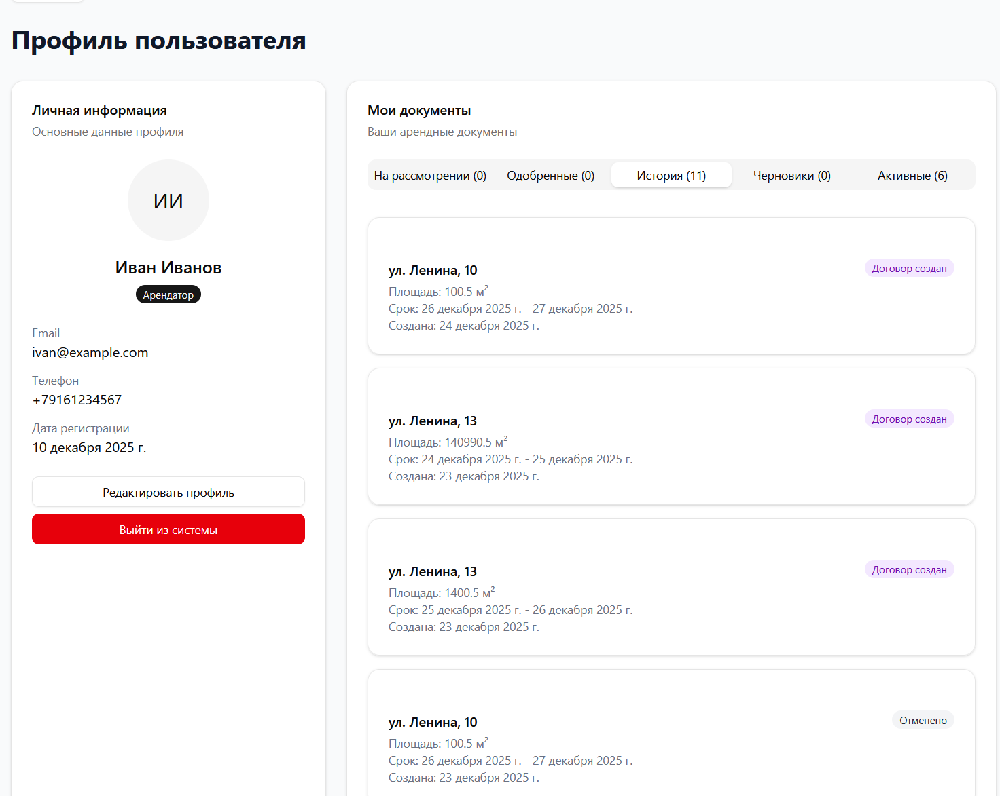 Профиль пользователя
Личная информация
Основные данные профиля
ИИ
Иван Иванов
Арендатор
Email
ivan@example.com
Телефон
+79161234567
Дата регистрации
10 декабря 2025 г.
Редактировать профиль
Выйти из системы
Мои документы
Ваши арендные документы
На рассмотрении (0) Одобренные (0) История (11) Черновики (0) Активные (6)
ул. Ленина, 10 Договор создан
Площадь: 100.5 м²
Срок: 26 декабря 2025 г. - 27 декабря 2025 г.
Создана: 24 декабря 2025 г.
ул. Ленина, 13 Договор создан
Площадь: 140990.5 м²
Срок: 24 декабря 2025 г. - 25 декабря 2025 г.
Создана: 23 декабря 2025 г.
ул. Ленина, 13 Договор создан
Площадь: 1400.5 м²
Срок: 25 декабря 2025 г. - 26 декабря 2025 г.
Создана: 23 декабря 2025 г.
ул. Ленина, 10 Отменено
Площадь: 100.5 м²
Срок: 26 декабря 2025 г. - 27 декабря 2025 г.
Создана: 23 декабря 2025 г.